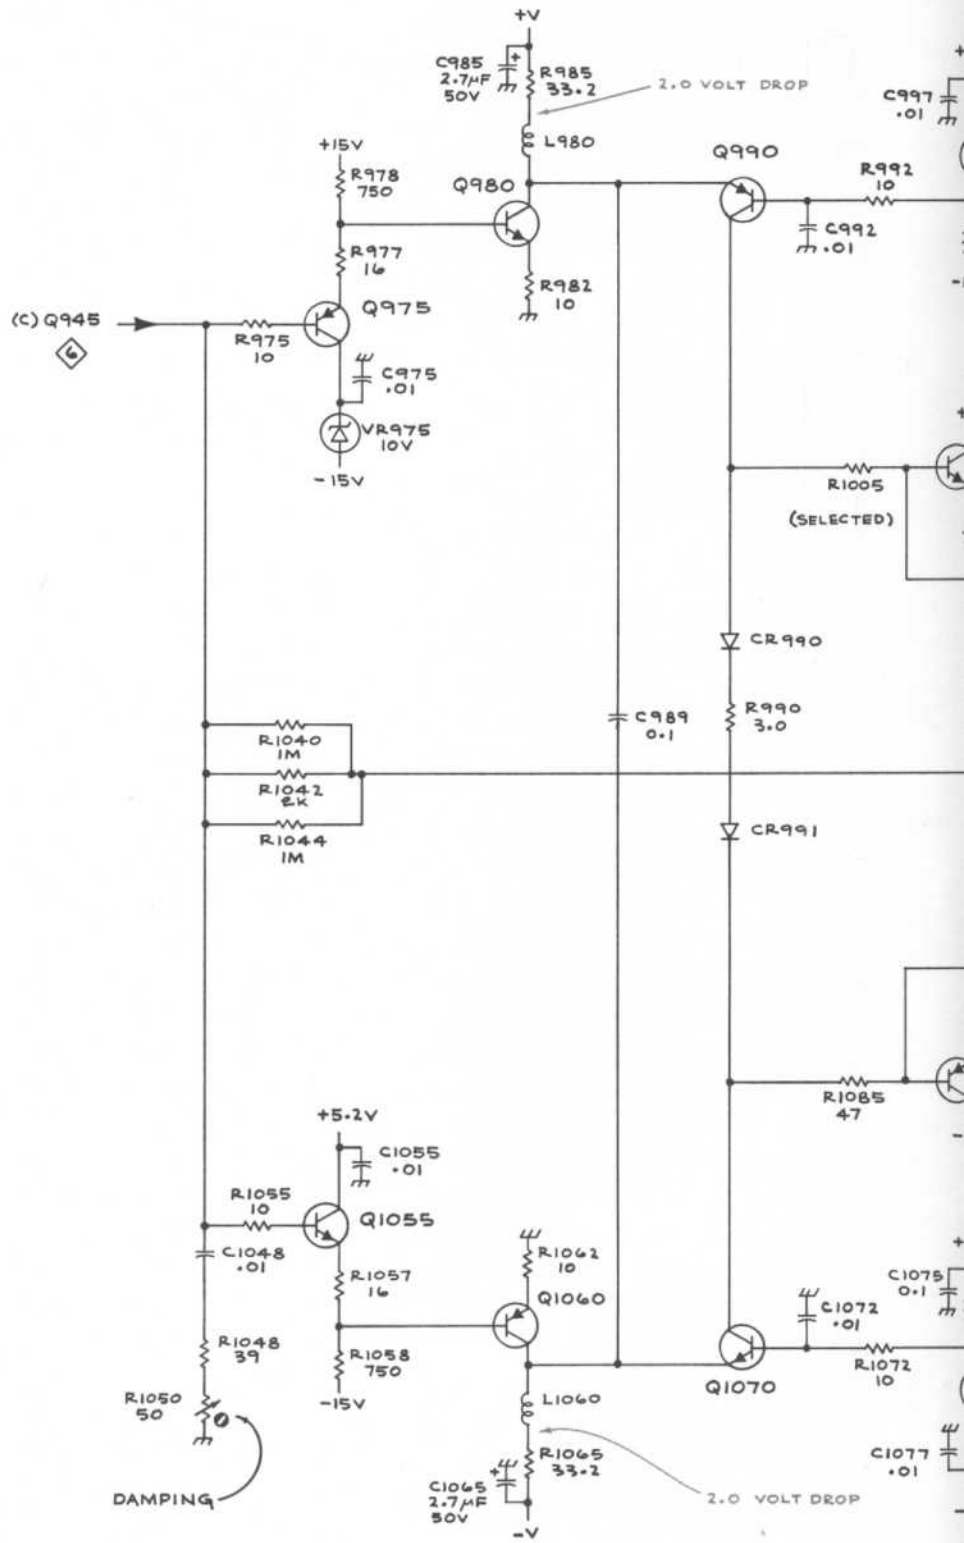 +V
C985
2.7µF
50V
+
R985
33.2
2.0 VOLT DROP
L980
C997
.01
+15V
R978
750
Q980
Q990
R992
10
C992
.01
R977
16
R982
10
(C) Q945
6
R975
10
Q975
C975
.01
VR975
10V
-15V
R1005
(SELECTED)
CR990
R990
3.0
C989
0.1
R1040
1M
R1042
2K
R1044
1M
CR991
R1085
47
+5.2V
C1055
.01
R1055
10
Q1055
C1048
.01
R1057
16
R1062
10
Q1060
C1072
.01
C1075
0.1
R1048
39
R1058
750
-15V
R1072
10
Q1070
R1050
50
L1060
R1065
33.2
C1077
.01
DAMPING
C1065
2.7µF
50V
+
2.0 VOLT DROP
-V